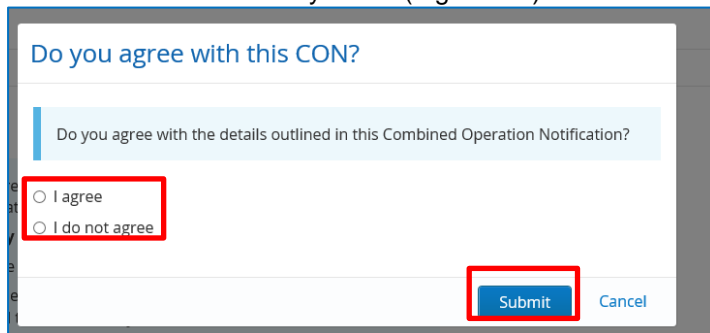 Do you agree with this CON?
Do you agree with the details outlined in this Combined Operation Notification?
I agree
I do not agree
Submit Cancel